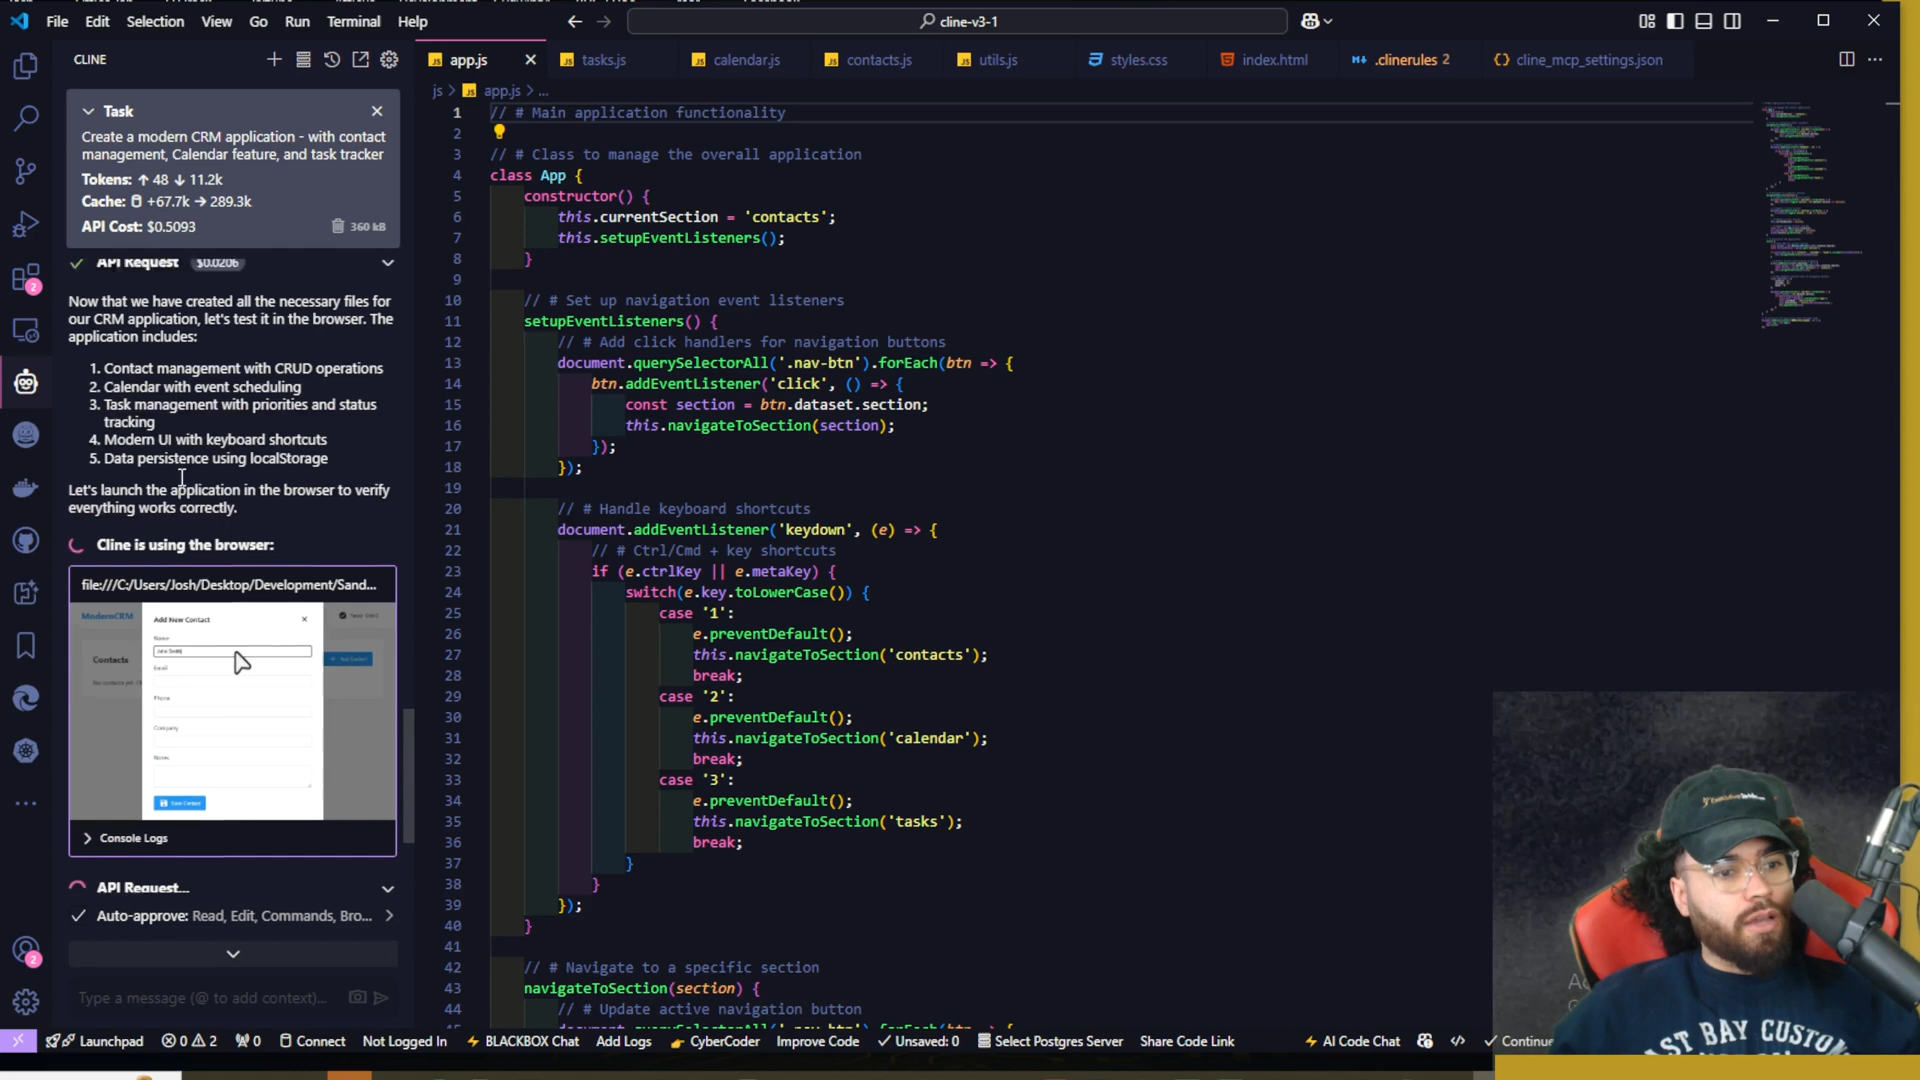 File Edit Selection View Go Run Terminal Help
cline-v3-1
CLINE
app.js
tasks.js
calendar.js
contacts.js
utils.js
styles.css
index.html
.clinerules 2
cline_mcp_settings.json
js > app.js > ...
Task
Create a modern CRM application - with contact
management, Calendar feature, and task tracker
Tokens: ↑ 48 ↓ 11.2k
Cache: +67.7k → 289.3k
API Cost: $0.5093
360 kB
API Request $0.0206
Now that we have created all the necessary files for
our CRM application, let's test it in the browser. The
application includes:
1. Contact management with CRUD operations
2. Calendar with event scheduling
3. Task management with priorities and status
tracking
4. Modern UI with keyboard shortcuts
5. Data persistence using localStorage
Let's launch the application in the browser to verify
everything works correctly.
Cline is using the browser:
file:///C:/Users/Josh/Desktop/Development/Sand...
ModernCRM
Add New Contact
Name
John Smith
Contacts
Email
Phone
Company
Notes
Save Contact
Console Logs
API Request...
Auto-approve: Read, Edit, Commands, Bro...
Type a message (@ to add context)...
2
2
1 // # Main application functionality
2
3 // # Class to manage the overall application
4 class App {
5 constructor() {
6 this.currentSection = 'contacts';
7 this.setupEventListeners();
8 }
9
10 // # Set up navigation event listeners
11 setupEventListeners() {
12 // # Add click handlers for navigation buttons
13 document.querySelectorAll('.nav-btn').forEach(btn => {
14 btn.addEventListener('click', () => {
15 const section = btn.dataset.section;
16 this.navigateToSection(section);
17 });
18 });
19
20 // # Handle keyboard shortcuts
21 document.addEventListener('keydown', (e) => {
22 // # Ctrl/Cmd + key shortcuts
23 if (e.ctrlKey || e.metaKey) {
24 switch(e.key.toLowerCase()) {
25 case '1':
26 e.preventDefault();
27 this.navigateToSection('contacts');
28 break;
29 case '2':
30 e.preventDefault();
31 this.navigateToSection('calendar');
32 break;
33 case '3':
34 e.preventDefault();
35 this.navigateToSection('tasks');
36 break;
37 }
38 }
39 });
40 }
41
42 // # Navigate to a specific section
43 navigateToSection(section) {
44 // # Update active navigation button
45 document.querySelectorAll('.nav-btn').forEach(btn => {
EAST BAY CUSTOM
Launchpad 0 2 0 Connect Not Logged In BLACKBOX Chat Add Logs CyberCoder Improve Code Unsaved: 0 Select Postgres Server Share Code Link AI Code Chat Continue